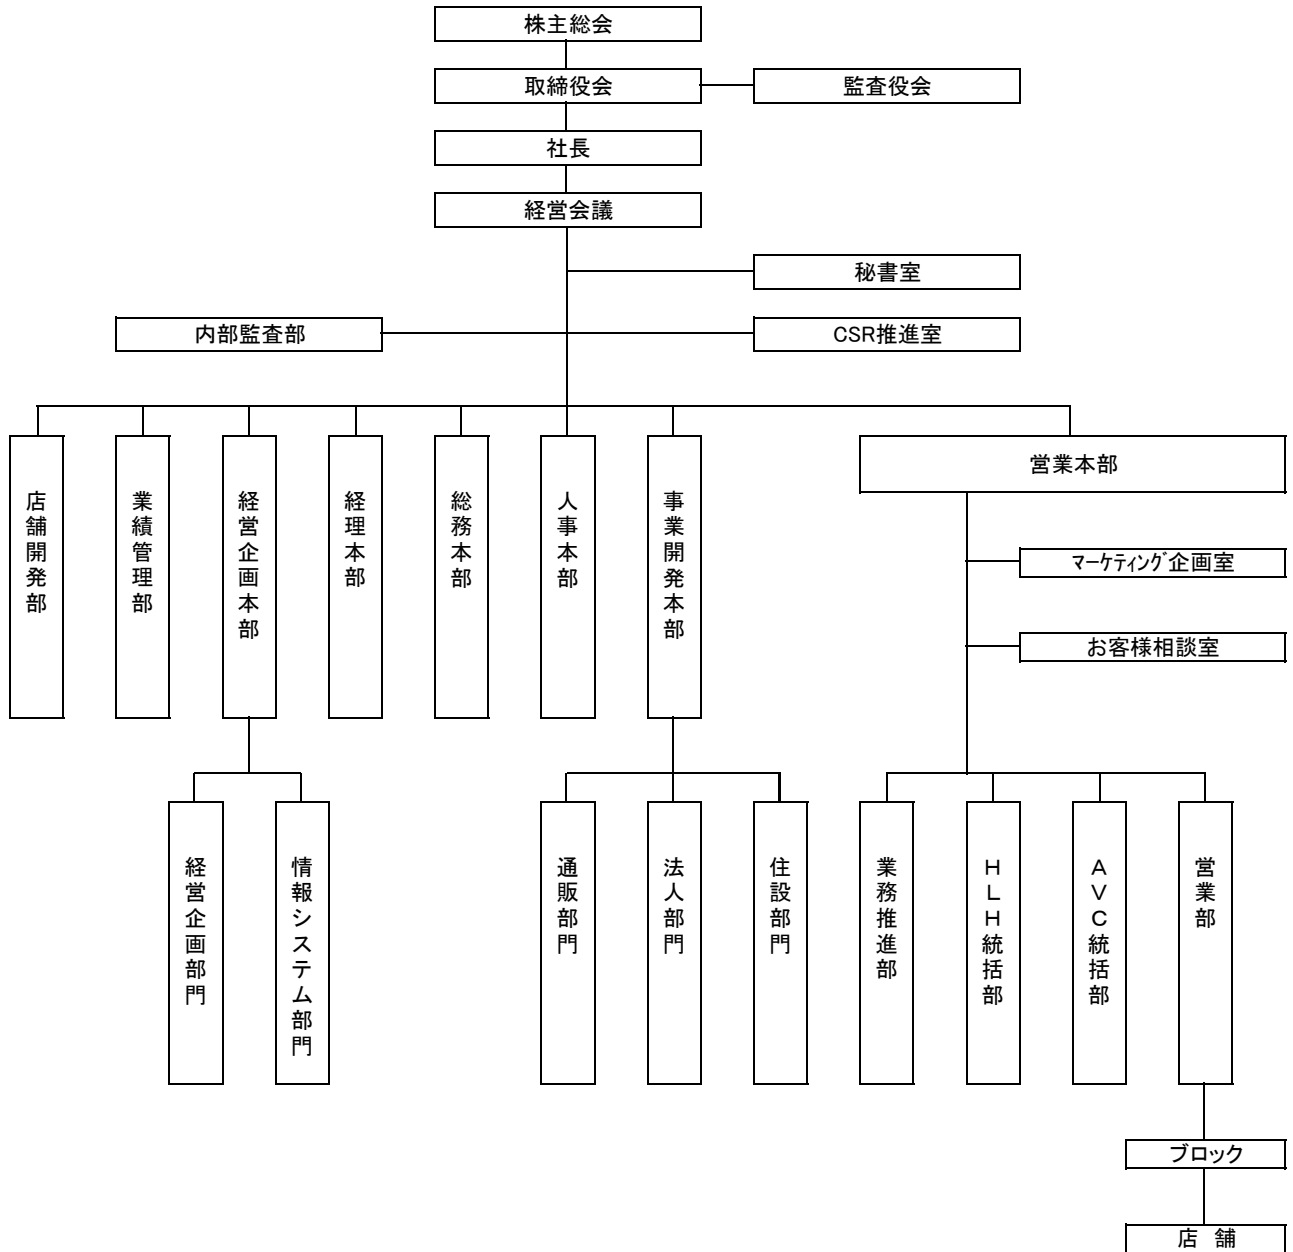 株主総会
取締役会
監査役会
社長
経営会議
秘書室
内部監査部
CSR推進室
店舗開発部
業績管理部
経営企画本部
経理本部
総務本部
人事本部
事業開発本部
営業本部
ﾏｰｹﾃｨﾝｸﾞ企画室
お客様相談室
経営企画部門
情報システム部門
通販部門
法人部門
住設部門
業務推進部
ＨＬＨ統括部
ＡＶＣ統括部
営業部
ブロック
店　舗